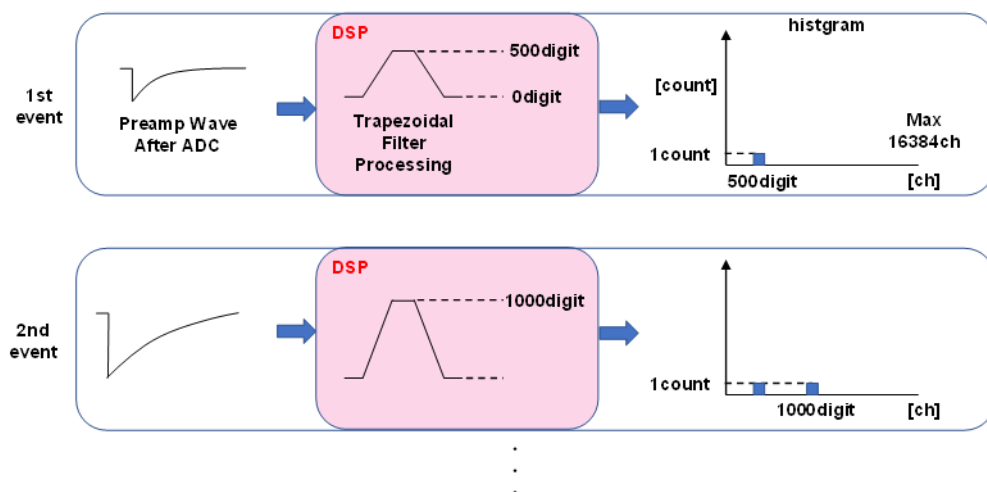 DSP
histgram
500digit
[count]
1st
event
Preamp Wave
After ADC
0digit
Trapezoidal
Filter
Processing
Max
16384ch
1count
500digit
[ch]
DSP
1000digit
2nd
event
1count
1000digit
[ch]